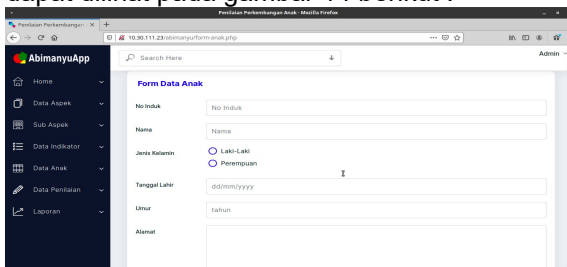 dapat dilihat pada gambar 11 berikut :
Penilaian Perkembangan Anak - Mozilla Firefox
Penilaian Perkembangan
10.30.111.23/abimanyu/form-anak.php
AbimanyuApp
Search Here
Admin
Home
Data Aspek
Sub Aspek
Data Indikator
Data Anak
Data Penilaian
Laporan
Form Data Anak
No Induk
No Induk
Nama
Nama
Jenis Kelamin
Laki-Laki
Perempuan
Tanggal Lahir
dd/mm/yyyy
Umur
tahun
Alamat